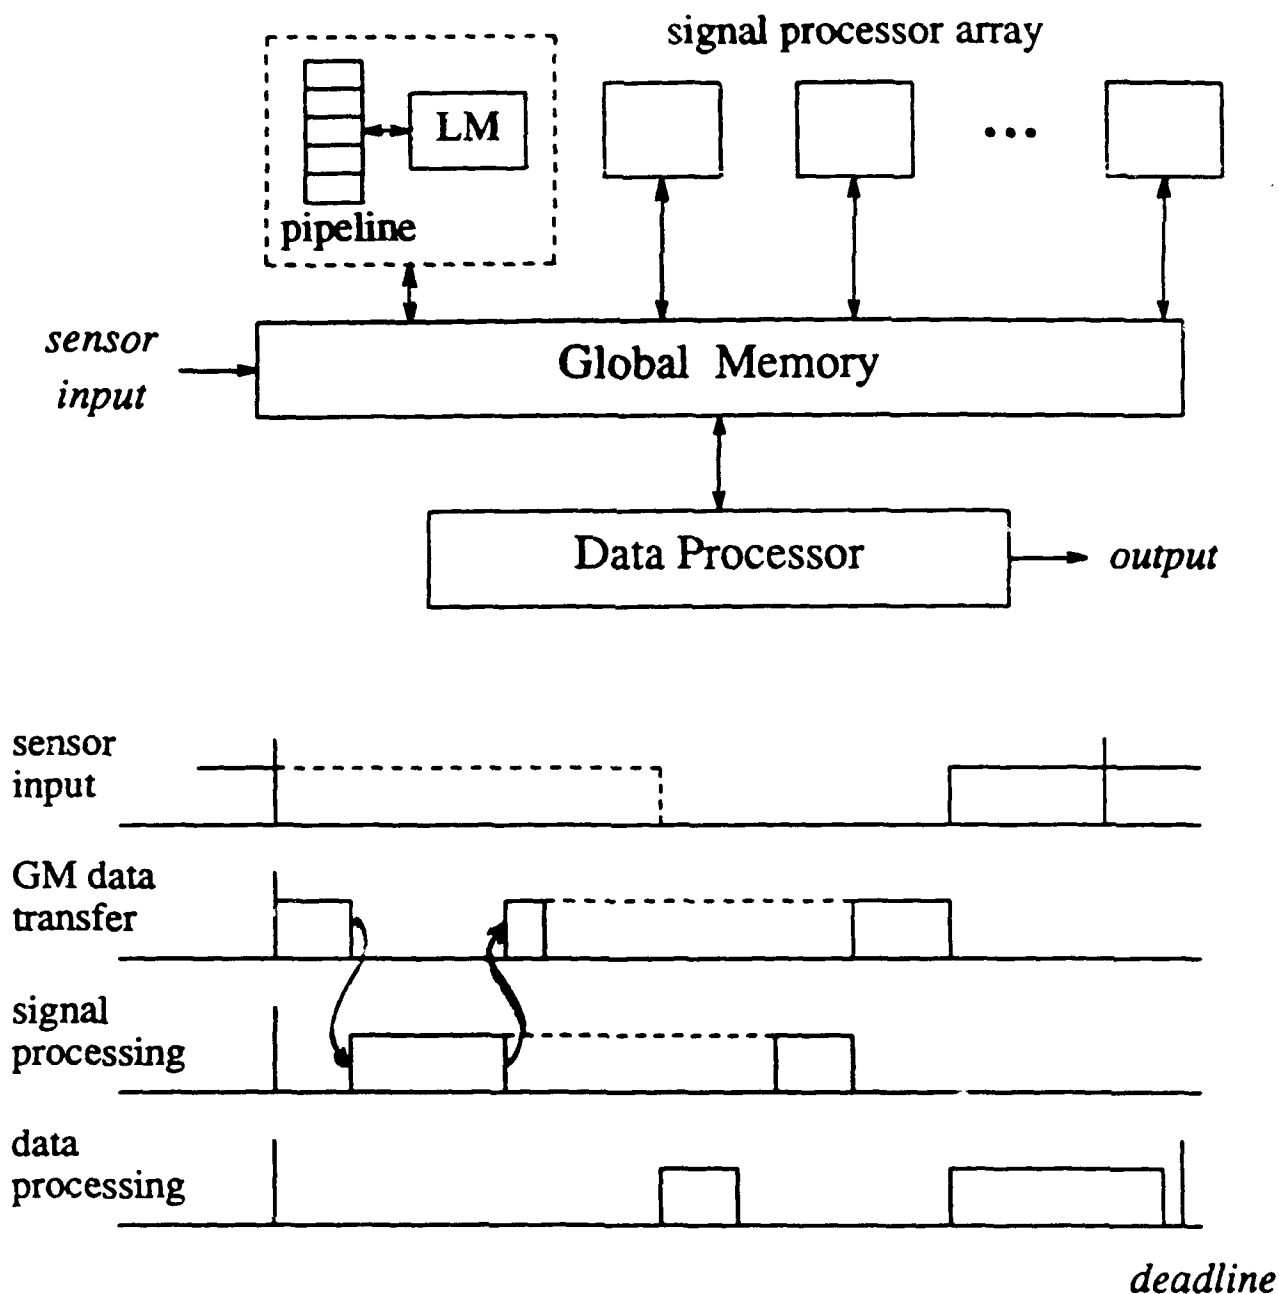 signal processor array
LM
pipeline
...
sensor
input
Global Memory
Data Processor
output
sensor
input
GM data
transfer
signal
processing
data
processing
deadline